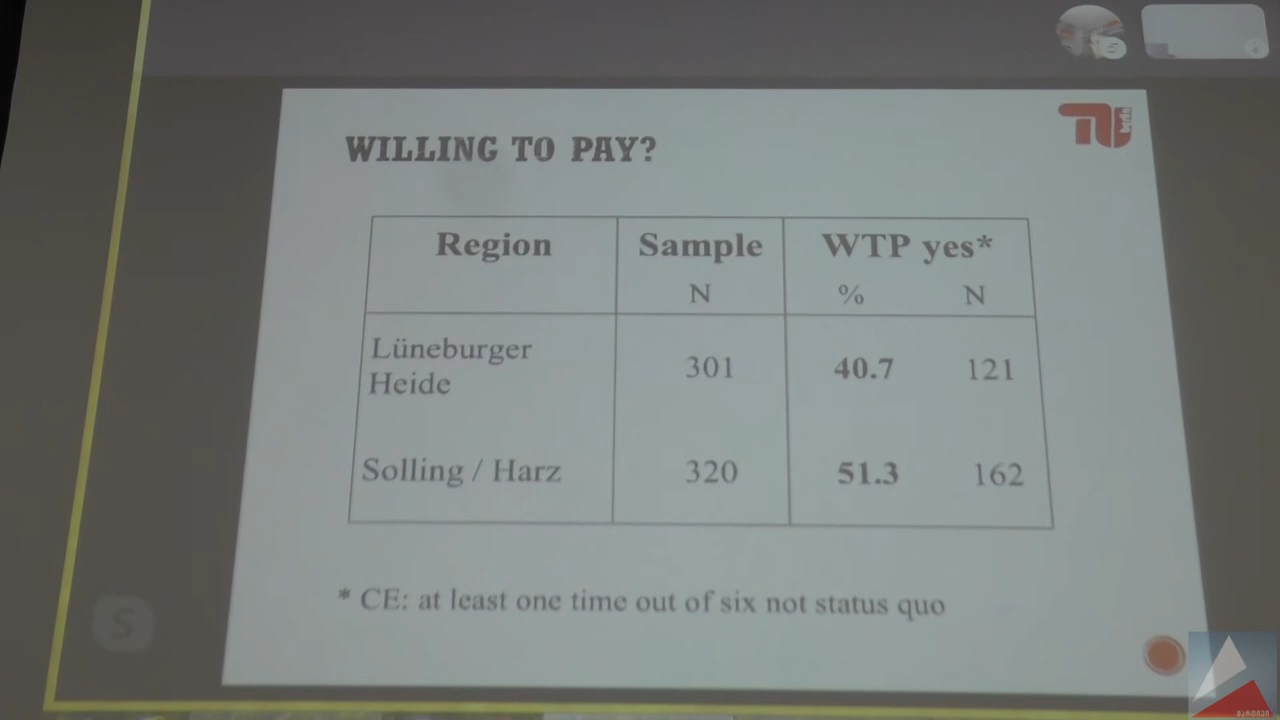 WILLING TO PAY?
Region Sample WTP yes*
N % N
Lüneburger
Heide
301 40.7 121
Solling / Harz 320 51.3 162
* CE: at least one time out of six not status quo
S